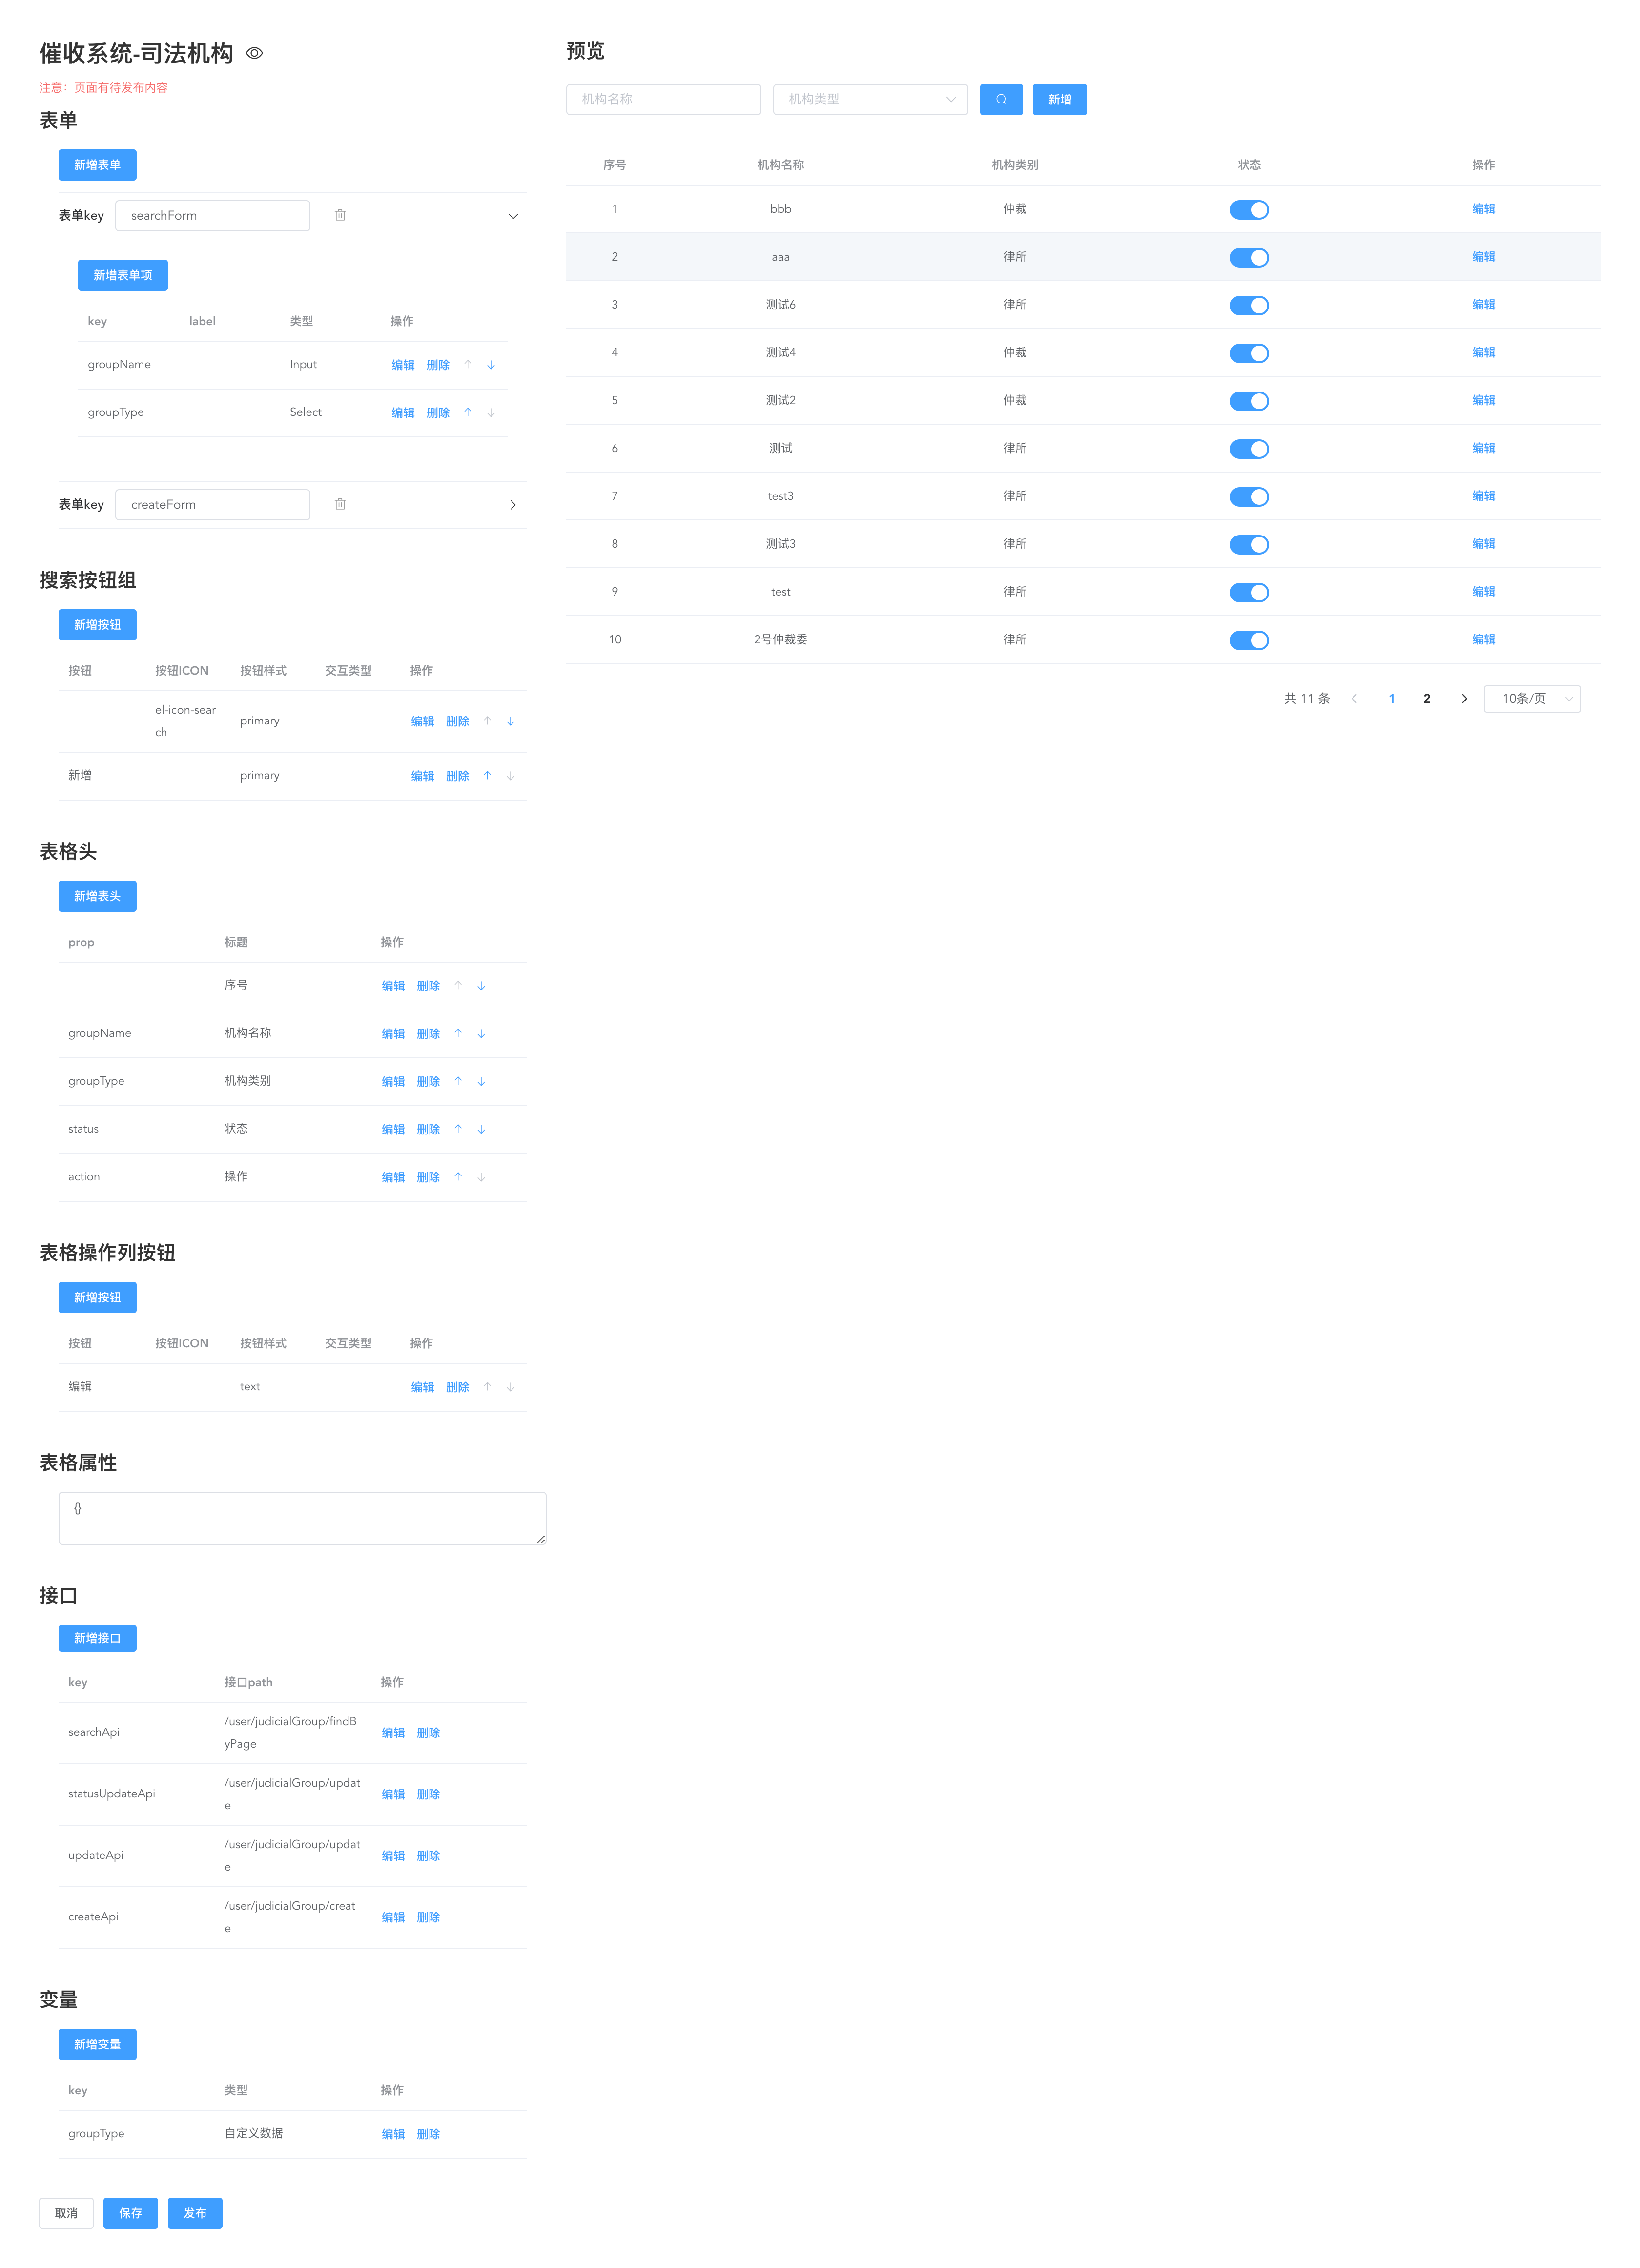 催收系统-司法机构
注意：页面有待发布内容
表单
新增表单
表单key searchForm
新增表单项
key label 类型 操作
groupName Input 编辑 删除
groupType Select 编辑 删除
表单key createForm
搜索按钮组
新增按钮
按钮 按钮ICON 按钮样式 交互类型 操作
el-icon-sear
ch primary 编辑 删除
新增 primary 编辑 删除
表格头
新增表头
prop 标题 操作
序号 编辑 删除
groupName 机构名称 编辑 删除
groupType 机构类别 编辑 删除
status 状态 编辑 删除
action 操作 编辑 删除
表格操作列按钮
新增按钮
按钮 按钮ICON 按钮样式 交互类型 操作
编辑 text 编辑 删除
表格属性
{}
接口
新增接口
key 接口path 操作
searchApi /user/judicialGroup/findB
yPage 编辑 删除
statusUpdateApi /user/judicialGroup/updat
e 编辑 删除
updateApi /user/judicialGroup/updat
e 编辑 删除
createApi /user/judicialGroup/creat
e 编辑 删除
变量
新增变量
key 类型 操作
groupType 自定义数据 编辑 删除
取消 保存 发布
预览
机构名称 机构类型 新增
序号 机构名称 机构类别 状态 操作
1 bbb 仲裁 编辑
2 aaa 律所 编辑
3 测试6 律所 编辑
4 测试4 仲裁 编辑
5 测试2 仲裁 编辑
6 测试 律所 编辑
7 test3 律所 编辑
8 测试3 律所 编辑
9 test 律所 编辑
10 2号仲裁委 律所 编辑
共 11 条 1 2 10条/页